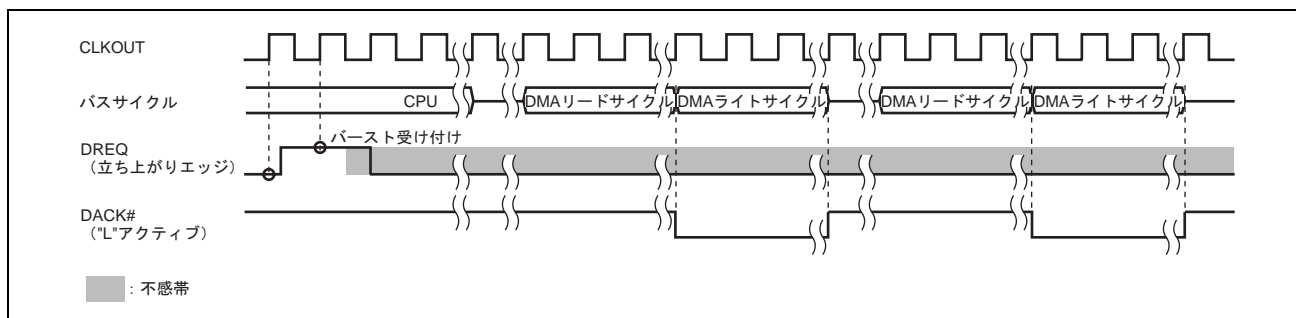 CLKOUT
バスサイクル
CPU
DMAリードサイクル
DMAライトサイクル
DMAリードサイクル
DMAライトサイクル
DREQ
（立ち上がりエッジ）
バースト受け付け
DACK#
（"L"アクティブ）
：不感帯